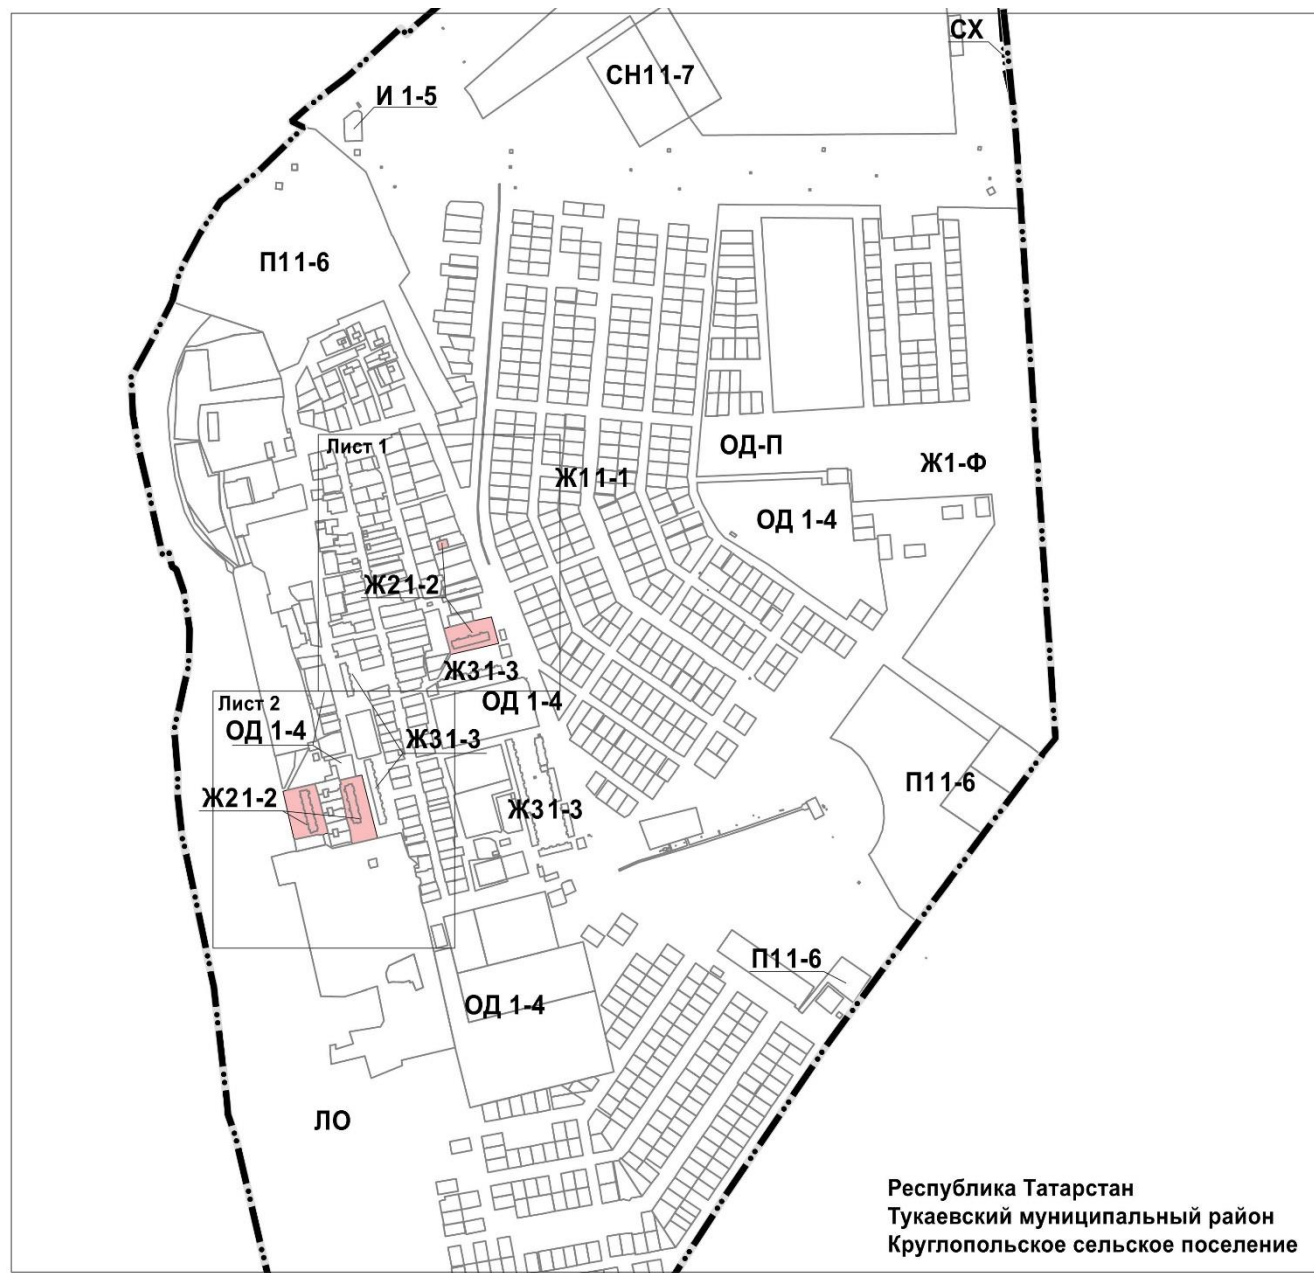 СХ
СН11-7
И 1-5
П11-6
Лист 1
ОД-П
Ж1-Ф
Ж11-1
ОД 1-4
Ж21-2
Ж31-3
Лист 2
ОД 1-4
ОД 1-4
Ж31-3
Ж21-2
Ж31-3
П11-6
П11-6
ОД 1-4
ЛО
Республика Татарстан
Тукаевский муниципальный район
Круглопольское сельское поселение